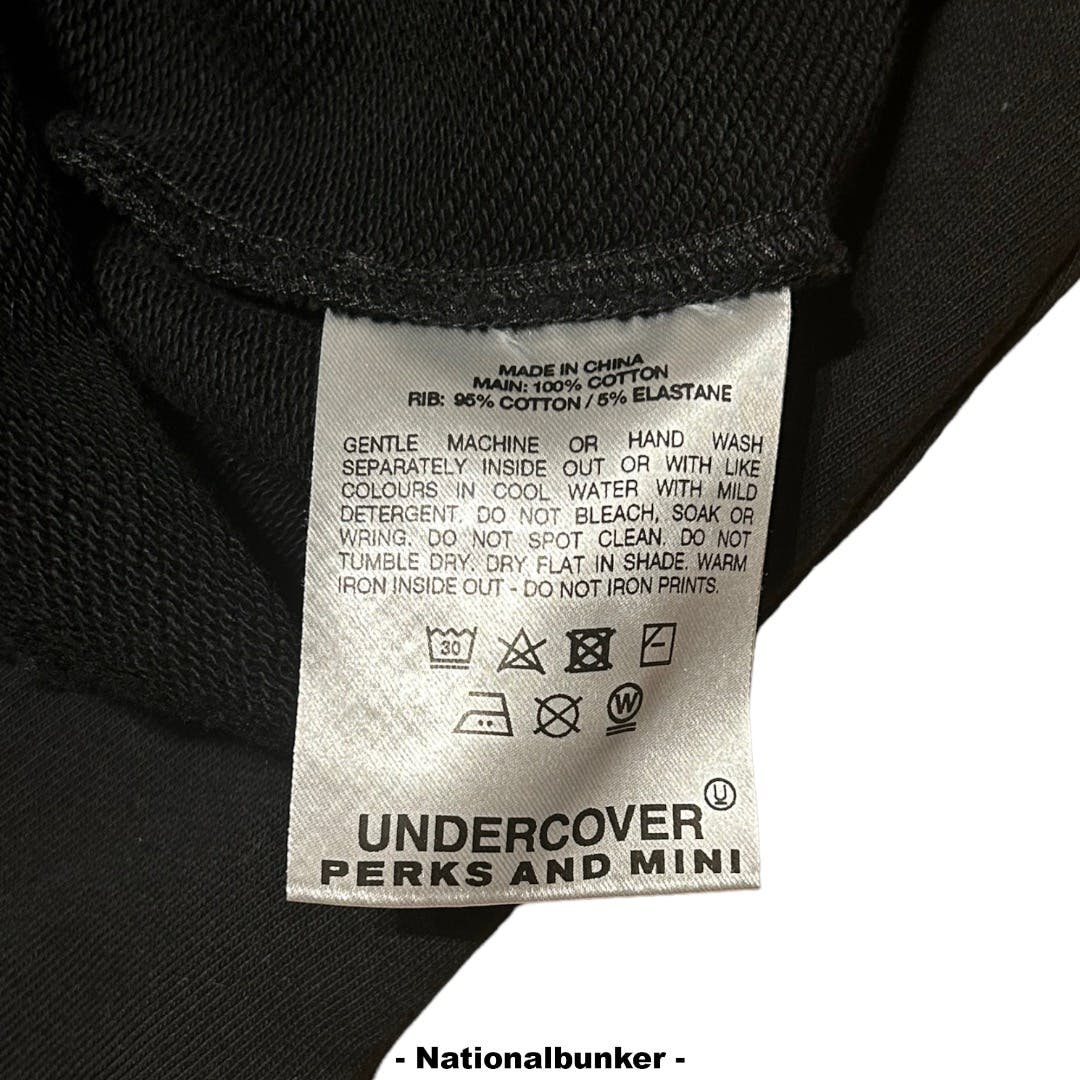 MADE IN CHINA
MAIN: 100% COTTON
RIB: 95% COTTON / 5% ELASTANE
GENTLE MACHINE OR HAND WASH
SEPARATELY INSIDE OUT OR WITH LIKE
COLOURS IN COOL WATER WITH MILD
DETERGENT. DO NOT BLEACH, SOAK OR
WRING. DO NOT SPOT CLEAN. DO NOT
TUMBLE DRY. DRY FLAT IN SHADE. WARM
IRON INSIDE OUT - DO NOT IRON PRINTS.
30
W
UNDERCOVER U
PERKS AND MINI
- Nationalbunker -